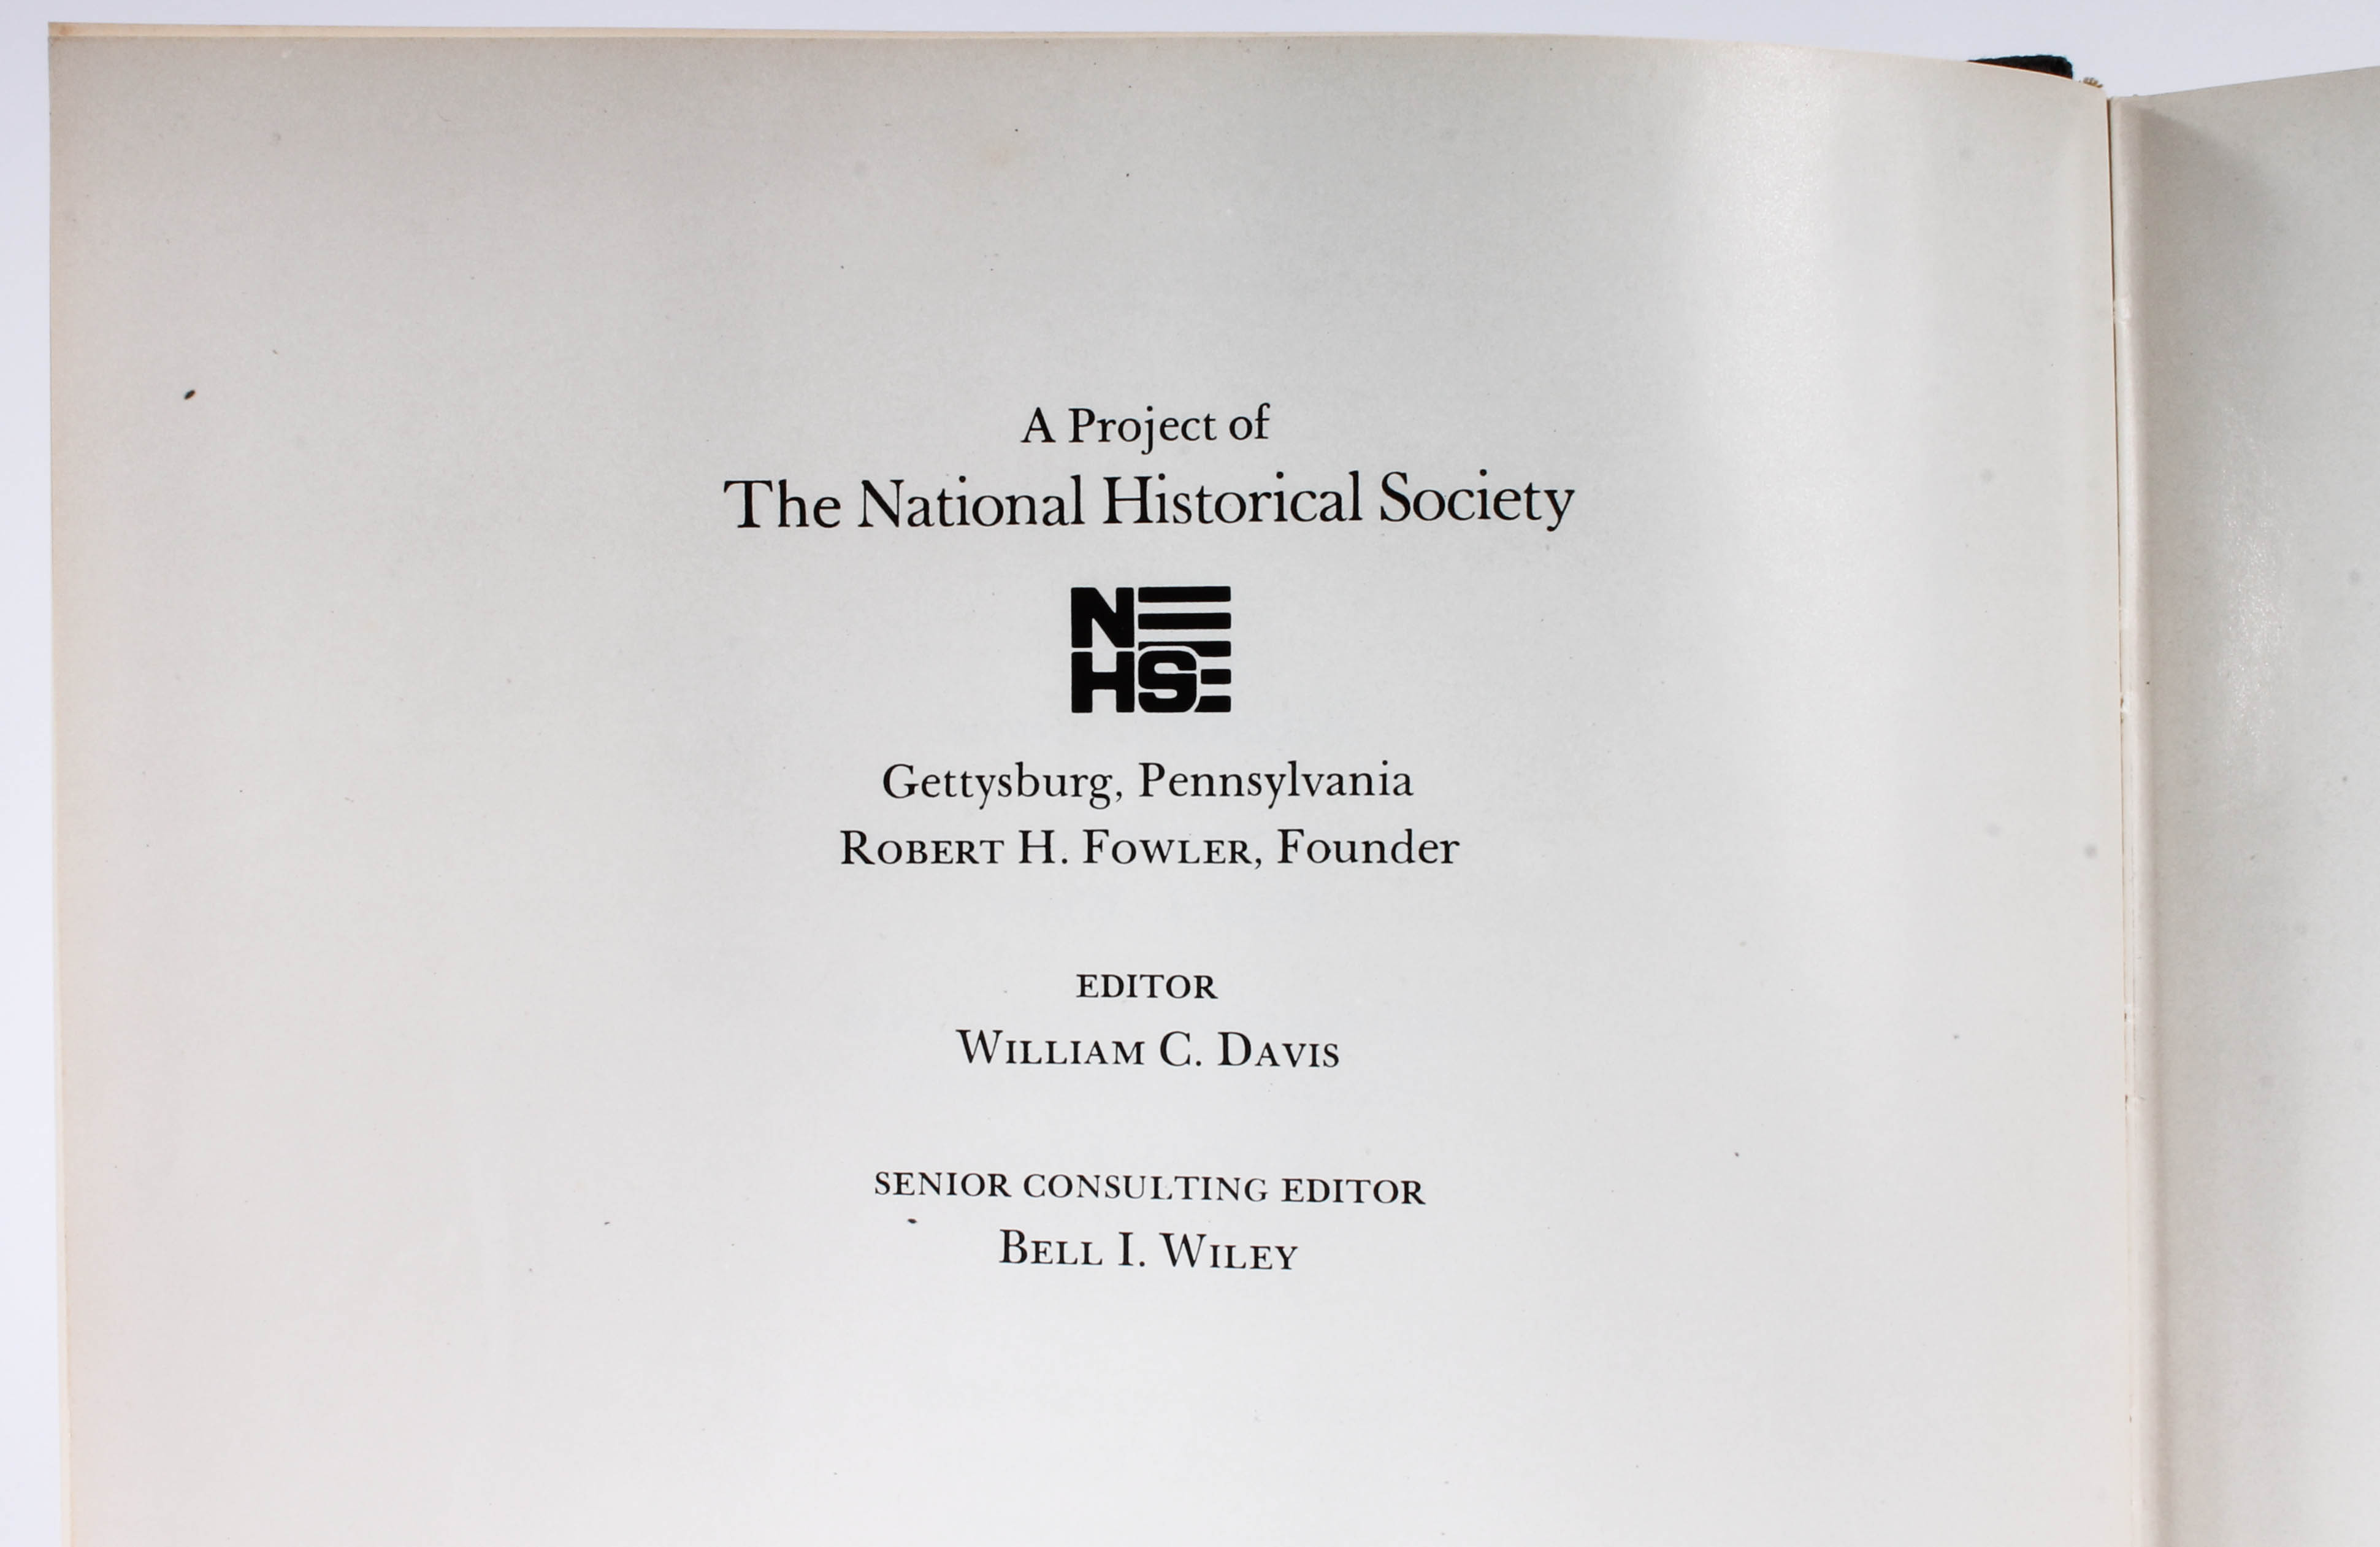 A Project of
The National Historical Society
N
HS
Gettysburg, Pennsylvania
ROBERT H. FOWLER, Founder
EDITOR
WILLIAM C. DAVIS
SENIOR CONSULTING EDITOR
BELL I. WILEY